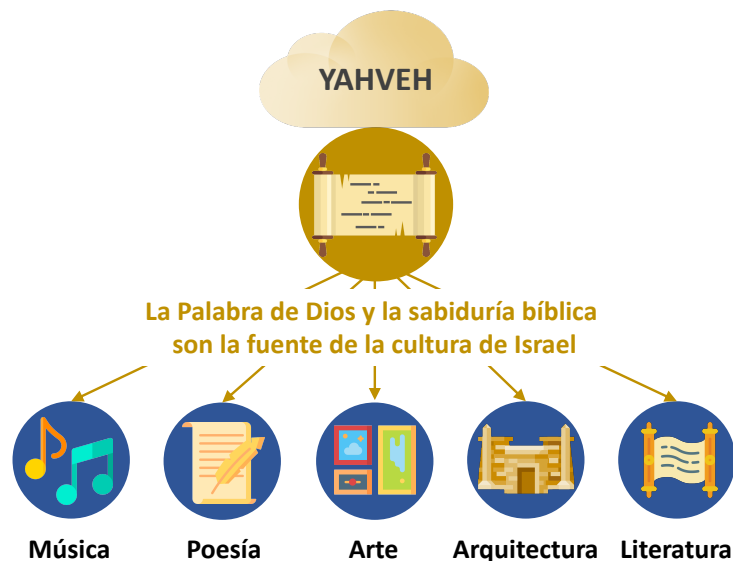 YAHVEH
La Palabra de Dios y la sabiduría bíblica
son la fuente de la cultura de Israel
Música
Poesía
Arte
Arquitectura
Literatura